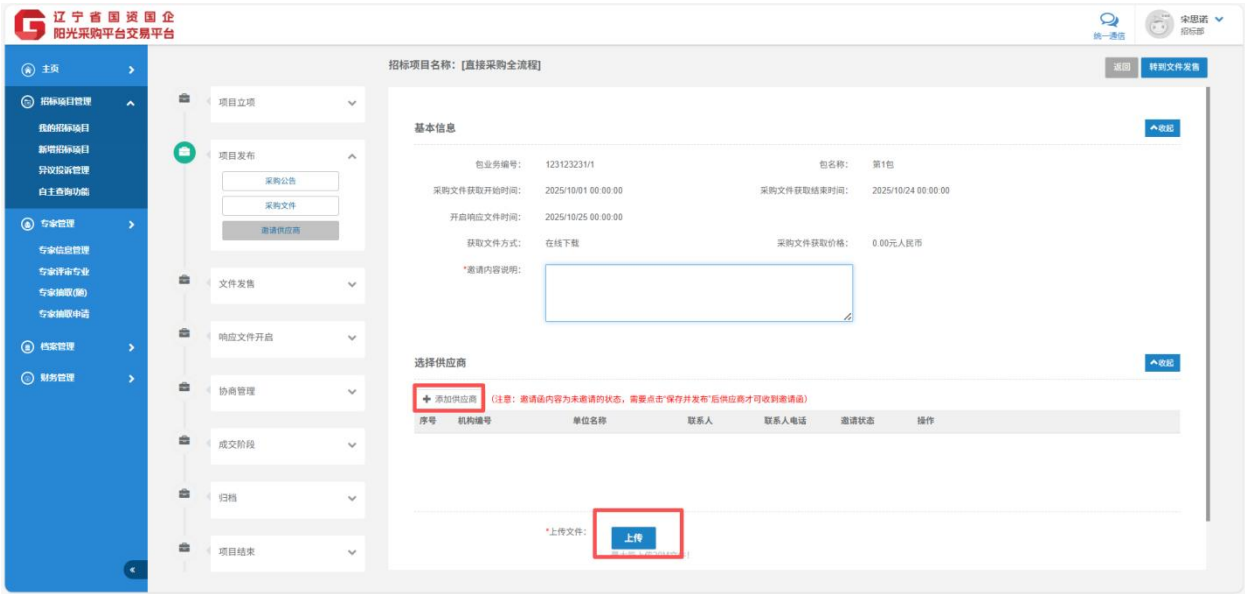 辽宁省国资国企
阳光采购平台交易平台
统一通信
宋思诺
招标部
主页
招标项目管理
我的招标项目
新增招标项目
异议投诉管理
自主查询功能
专家管理
专家信息管理
专家评审专业
专家抽取(随)
专家抽取申请
档案管理
财务管理
招标项目名称: [直接采购全流程]
返回
转到文件发售
项目立项
项目发布
采购公告
采购文件
邀请供应商
文件发售
响应文件开启
协商管理
成交阶段
归档
项目结束
基本信息
收起
包业务编号: 123123231/1 包名称: 第1包
采购文件获取开始时间: 2025/10/01 00:00:00 采购文件获取结束时间: 2025/10/24 00:00:00
开启响应文件时间: 2025/10/25 00:00:00
获取文件方式: 在线下载 采购文件获取价格: 0.00元人民币
*邀请内容说明:
选择供应商
收起
添加供应商 (注意: 邀请函内容为未邀请的状态, 需要点击“保存并发布”后供应商才可收到邀请函)
序号 机构编号 单位名称 联系人 联系人电话 邀请状态 操作
*上传文件: 上传